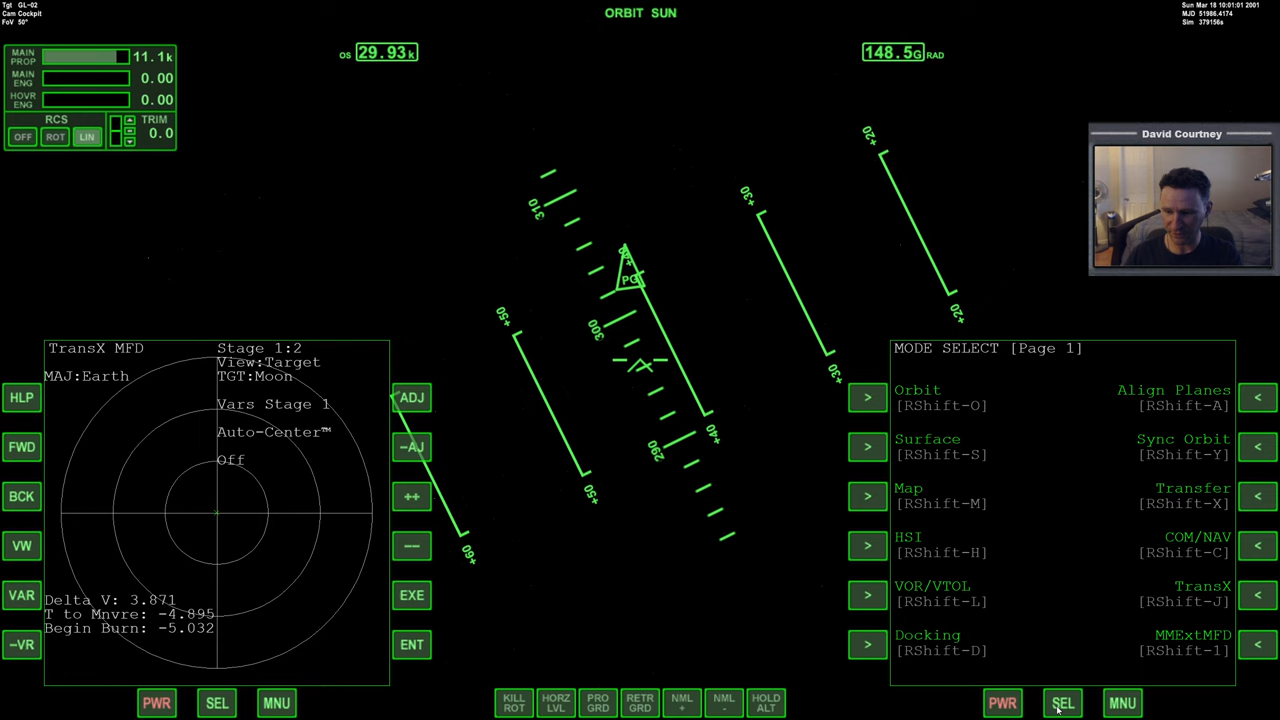 Tgt GL-02
Cam Cockpit
FoV 50°
ORBIT SUN
Sun Mar 18 10:01:01 2001
MJD 51986.4174
Sim 379156s
MAIN PROP 11.1k
MAIN ENG 0.00
HOVR ENG 0.00
RCS TRIM
OFF ROT LIN 0.0
OS 29.93k
148.5G RAD
David Courtney
+20
+30
310
+40
PG
+50
300
+20
+30
290
+40
+50
+60
TransX MFD Stage 1:2
View:Target
MAJ:Earth TGT:Moon
Vars Stage 1
Auto-Center™
Off
Delta V: 3.871
T to Mnvre: -4.895
Begin Burn: -5.032
HLP
FWD
BCK
VW
VAR
-VR
ADJ
-AJ
++
--
EXE
ENT
PWR SEL MNU
KILL ROT
HORZ LVL
PRO GRD
RETR GRD
NML +
NML -
HOLD ALT
MODE SELECT [Page 1]
> Orbit Align Planes <
[RShift-O] [RShift-A]
> Surface Sync Orbit <
[RShift-S] [RShift-Y]
> Map Transfer <
[RShift-M] [RShift-X]
> HSI COM/NAV <
[RShift-H] [RShift-C]
> VOR/VTOL TransX <
[RShift-L] [RShift-J]
> Docking MMExtMFD <
[RShift-D] [RShift-1]
PWR SEL MNU